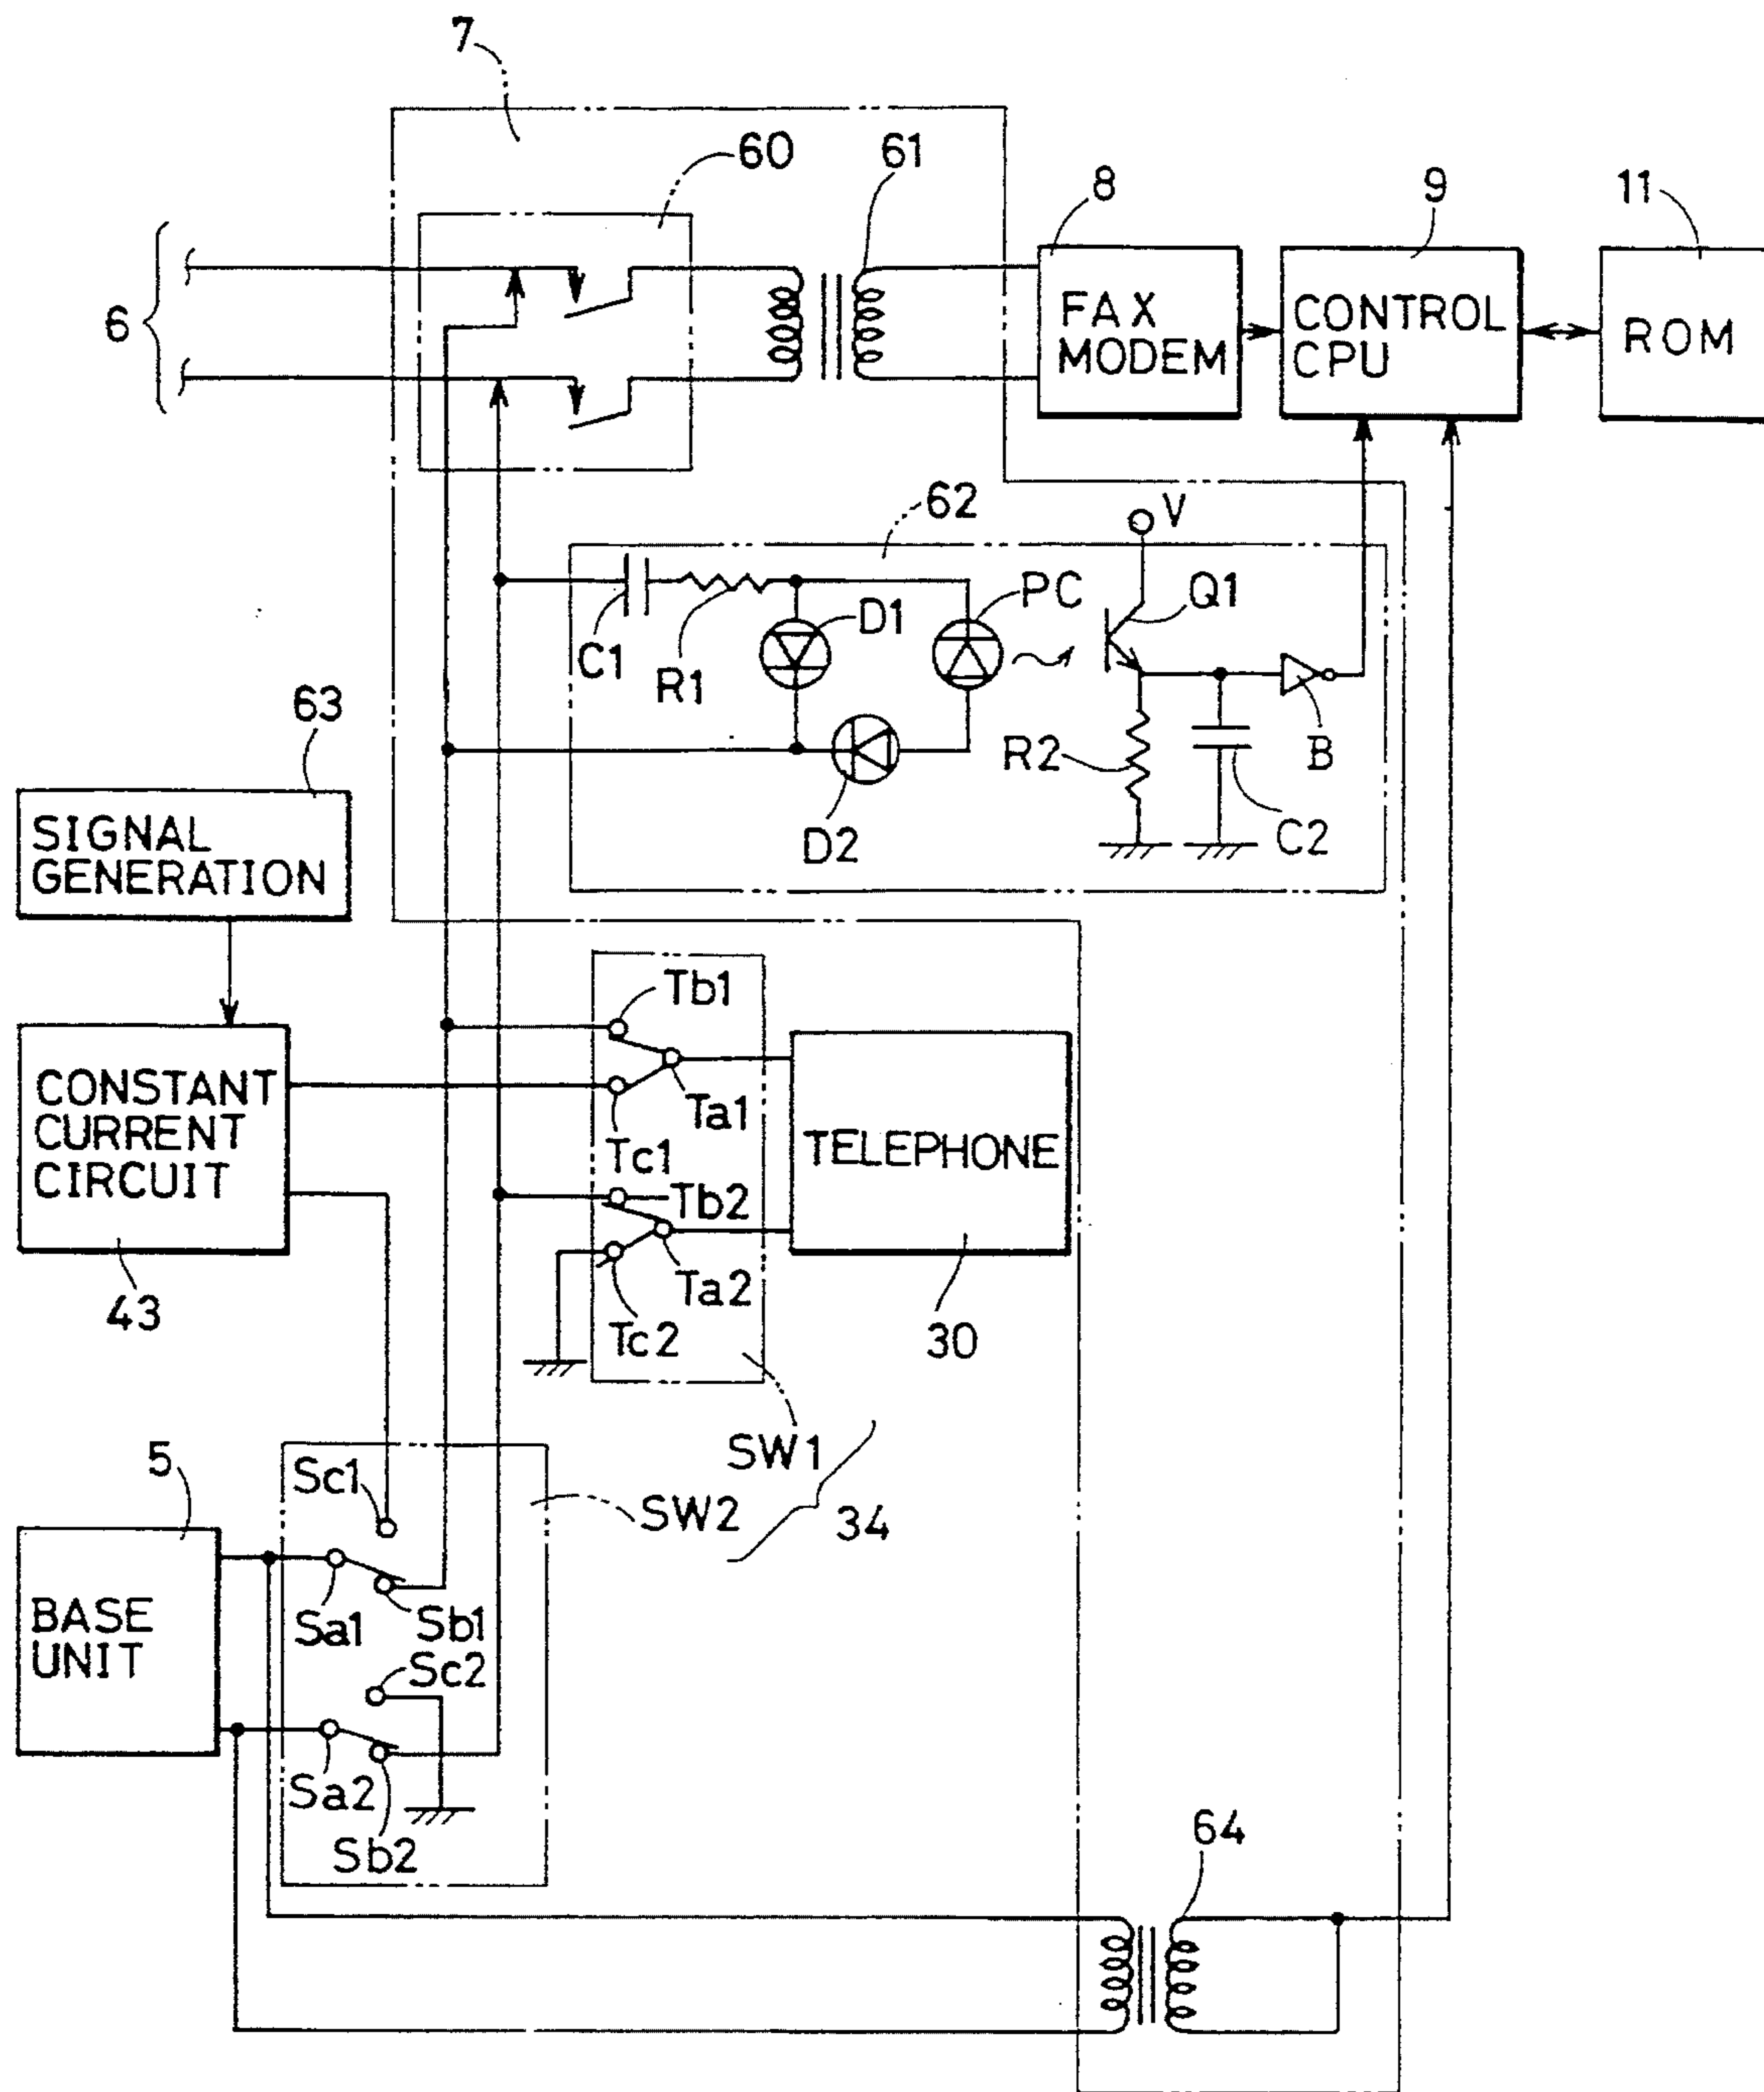 7
60
61
8
9
11
6
FAX
MODEM
CONTROL
CPU
ROM
62
V
PC
Q1
D1
C1
R1
63
R2
B
D2
C2
SIGNAL
GENERATION
Tb1
CONSTANT
CURRENT
CIRCUIT
Ta1
TELEPHONE
Tc1
Tb2
Ta2
43
Tc2
30
SW1
5
Sc1
SW2
34
BASE
UNIT
Sa1
Sb1
Sc2
Sa2
Sb2
64